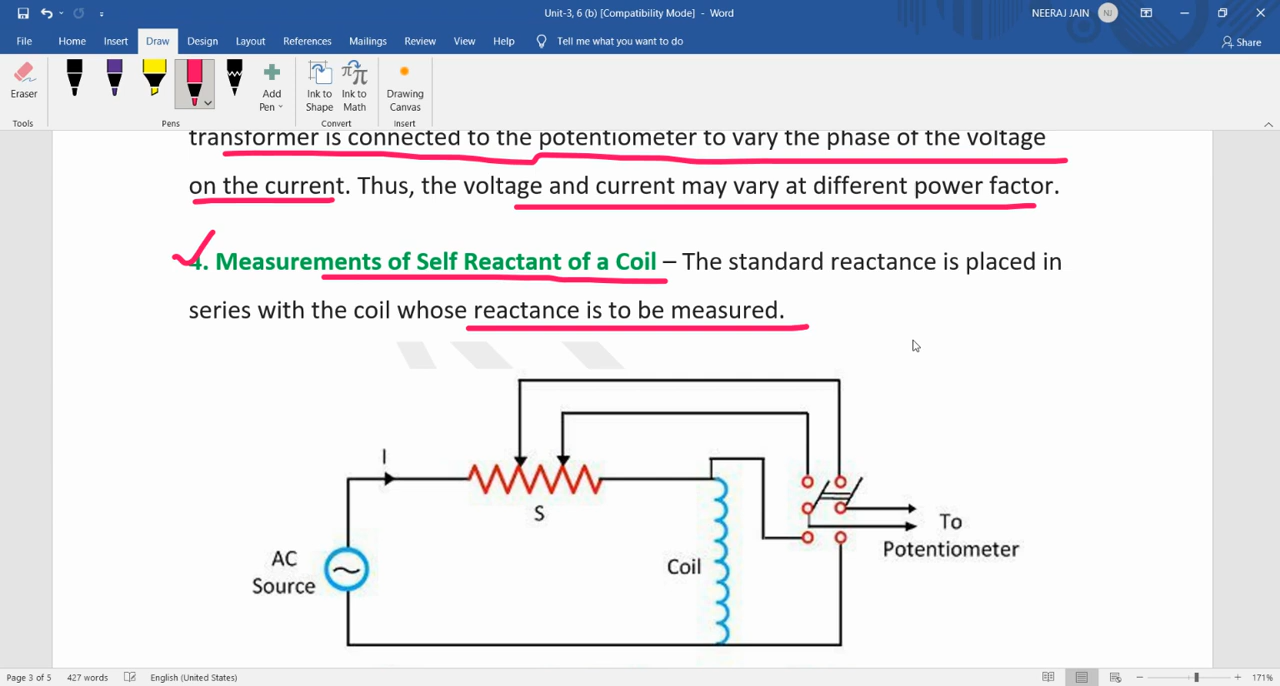 Unit-3, 6 (b) [Compatibility Mode] - Word
NEERAJ JAIN NJ
File Home Insert Draw Design Layout References Mailings Review View Help Tell me what you want to do Share
Eraser
Add Pen
Ink to Shape
Ink to Math
Drawing Canvas
Tools Pens Convert Insert
transformer is connected to the potentiometer to vary the phase of the voltage
on the current. Thus, the voltage and current may vary at different power factor.
4. Measurements of Self Reactant of a Coil – The standard reactance is placed in
series with the coil whose reactance is to be measured.
I
S
AC
Source
Coil
To
Potentiometer
Page 3 of 5 427 words English (United States) 171%